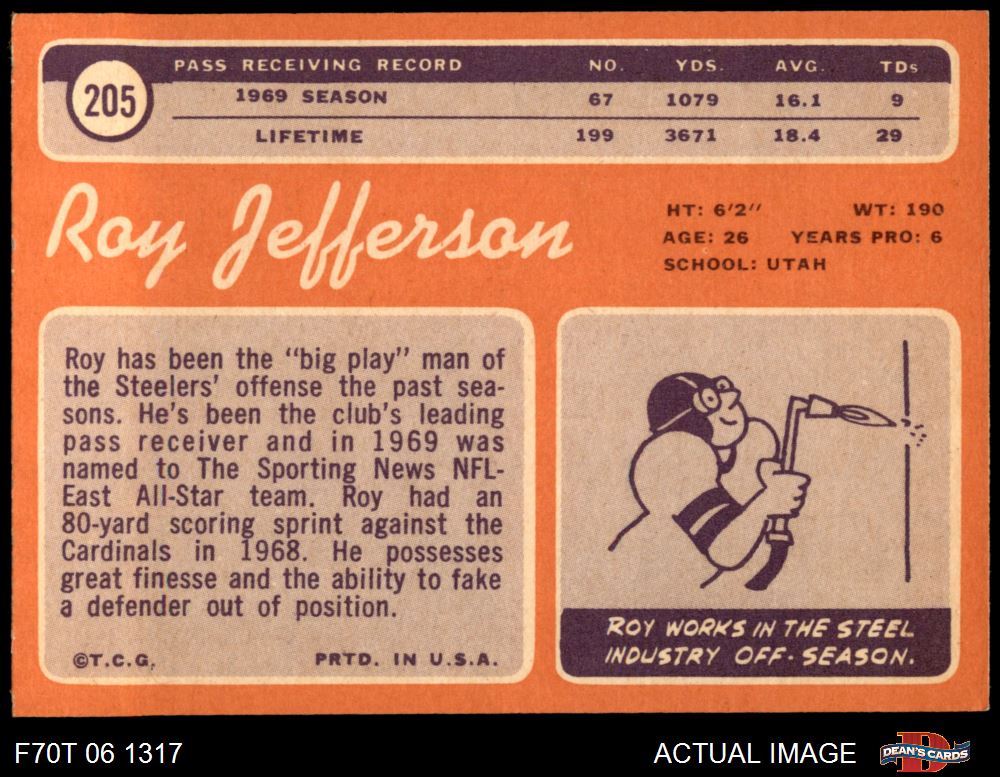 PASS RECEIVING RECORD NO. YDS. AVG. TDs
205
1969 SEASON 67 1079 16.1 9
LIFETIME 199 3671 18.4 29
Roy Jefferson
HT: 6'2" WT: 190
AGE: 26 YEARS PRO: 6
SCHOOL: UTAH
Roy has been the "big play" man of
the Steelers' offense the past sea-
sons. He's been the club's leading
pass receiver and in 1969 was
named to The Sporting News NFL-
East All-Star team. Roy had an
80-yard scoring sprint against the
Cardinals in 1968. He possesses
great finesse and the ability to fake
a defender out of position.
©T.C.G. PRTD. IN U.S.A.
ROY WORKS IN THE STEEL
INDUSTRY OFF-SEASON.
F70T 06 1317 ACTUAL IMAGE D DEAN'S CARDS